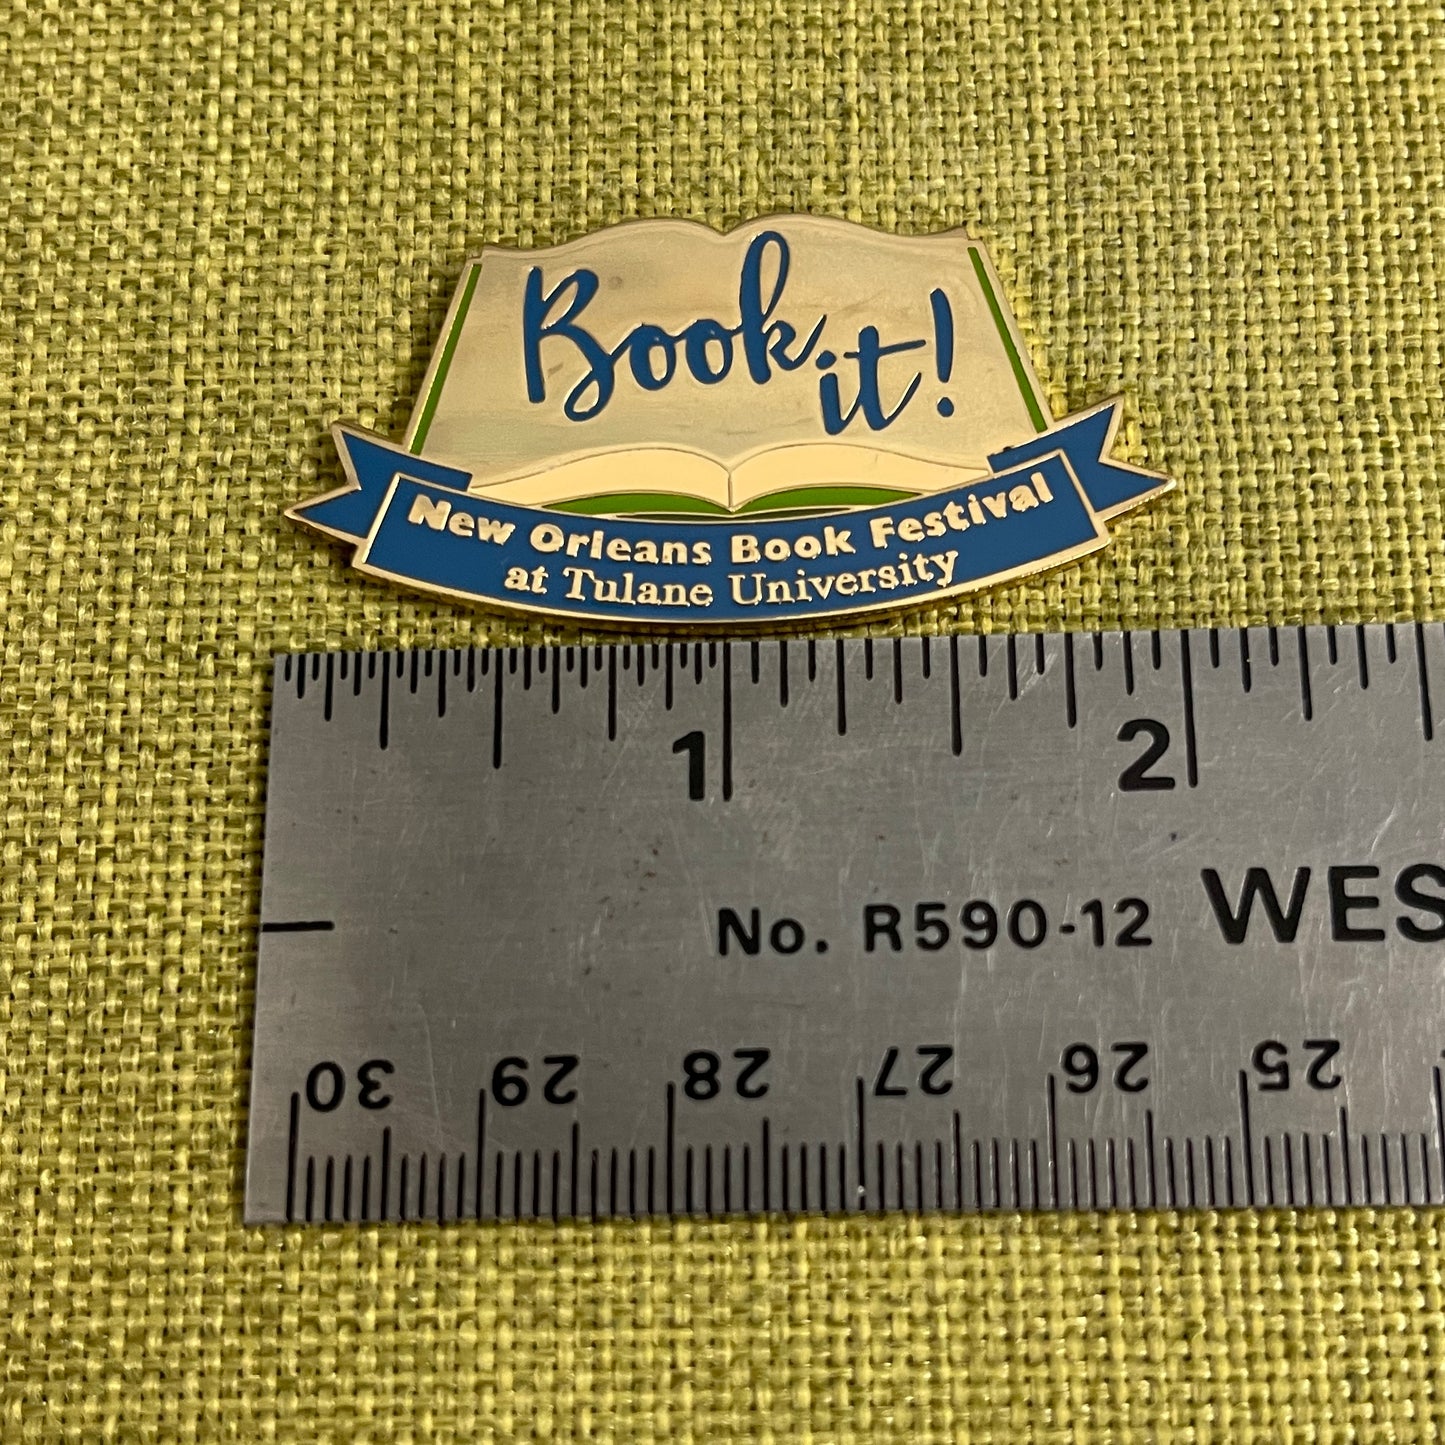 Book it!
New Orleans Book Festival
at Tulane University
1 2
No. R590-12 WES
30 29 28 27 26 25